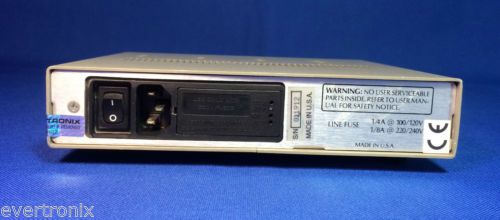 WARNING: NO USER SERVICEABLE
PARTS INSIDE. REFER TO USER MAN-
UAL FOR SAFETY NOTICE.
LINE FUSE
1/4A @ 100/120V
1/8A @ 220/240V
MADE IN U.S.A.
S/N
MADE IN U.S.A.
CE
TRONIX
evertronix